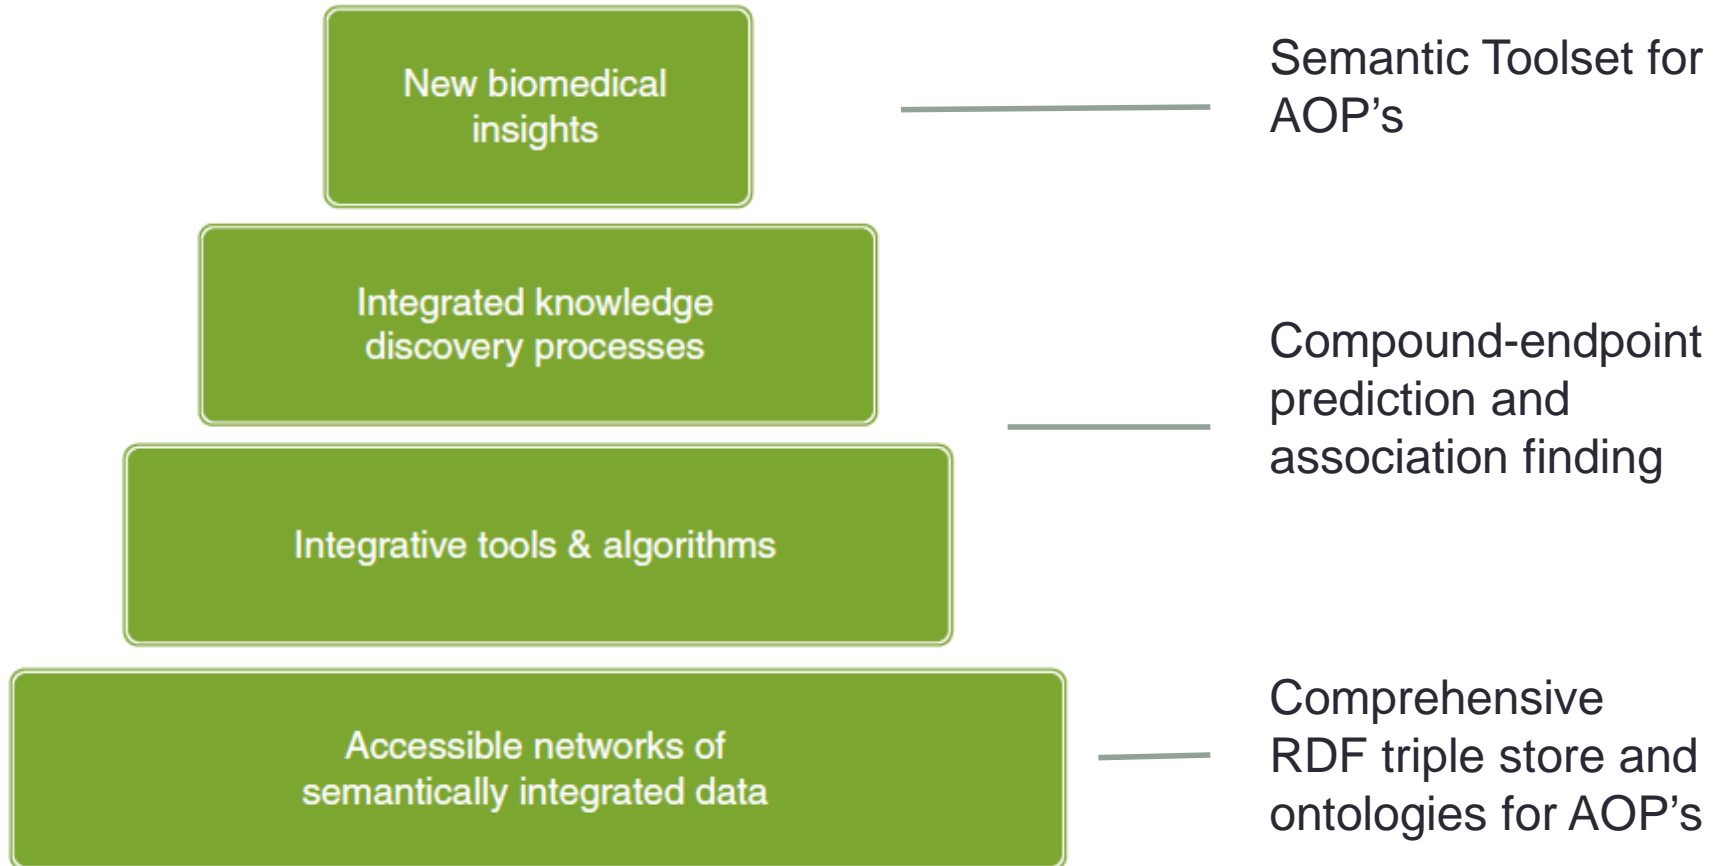 New biomedical
insights
Semantic Toolset for
AOP's
Integrated knowledge
discovery processes
Compound-endpoint
prediction and
association finding
Integrative tools & algorithms
Accessible networks of
semantically integrated data
Comprehensive
RDF triple store and
ontologies for AOP's